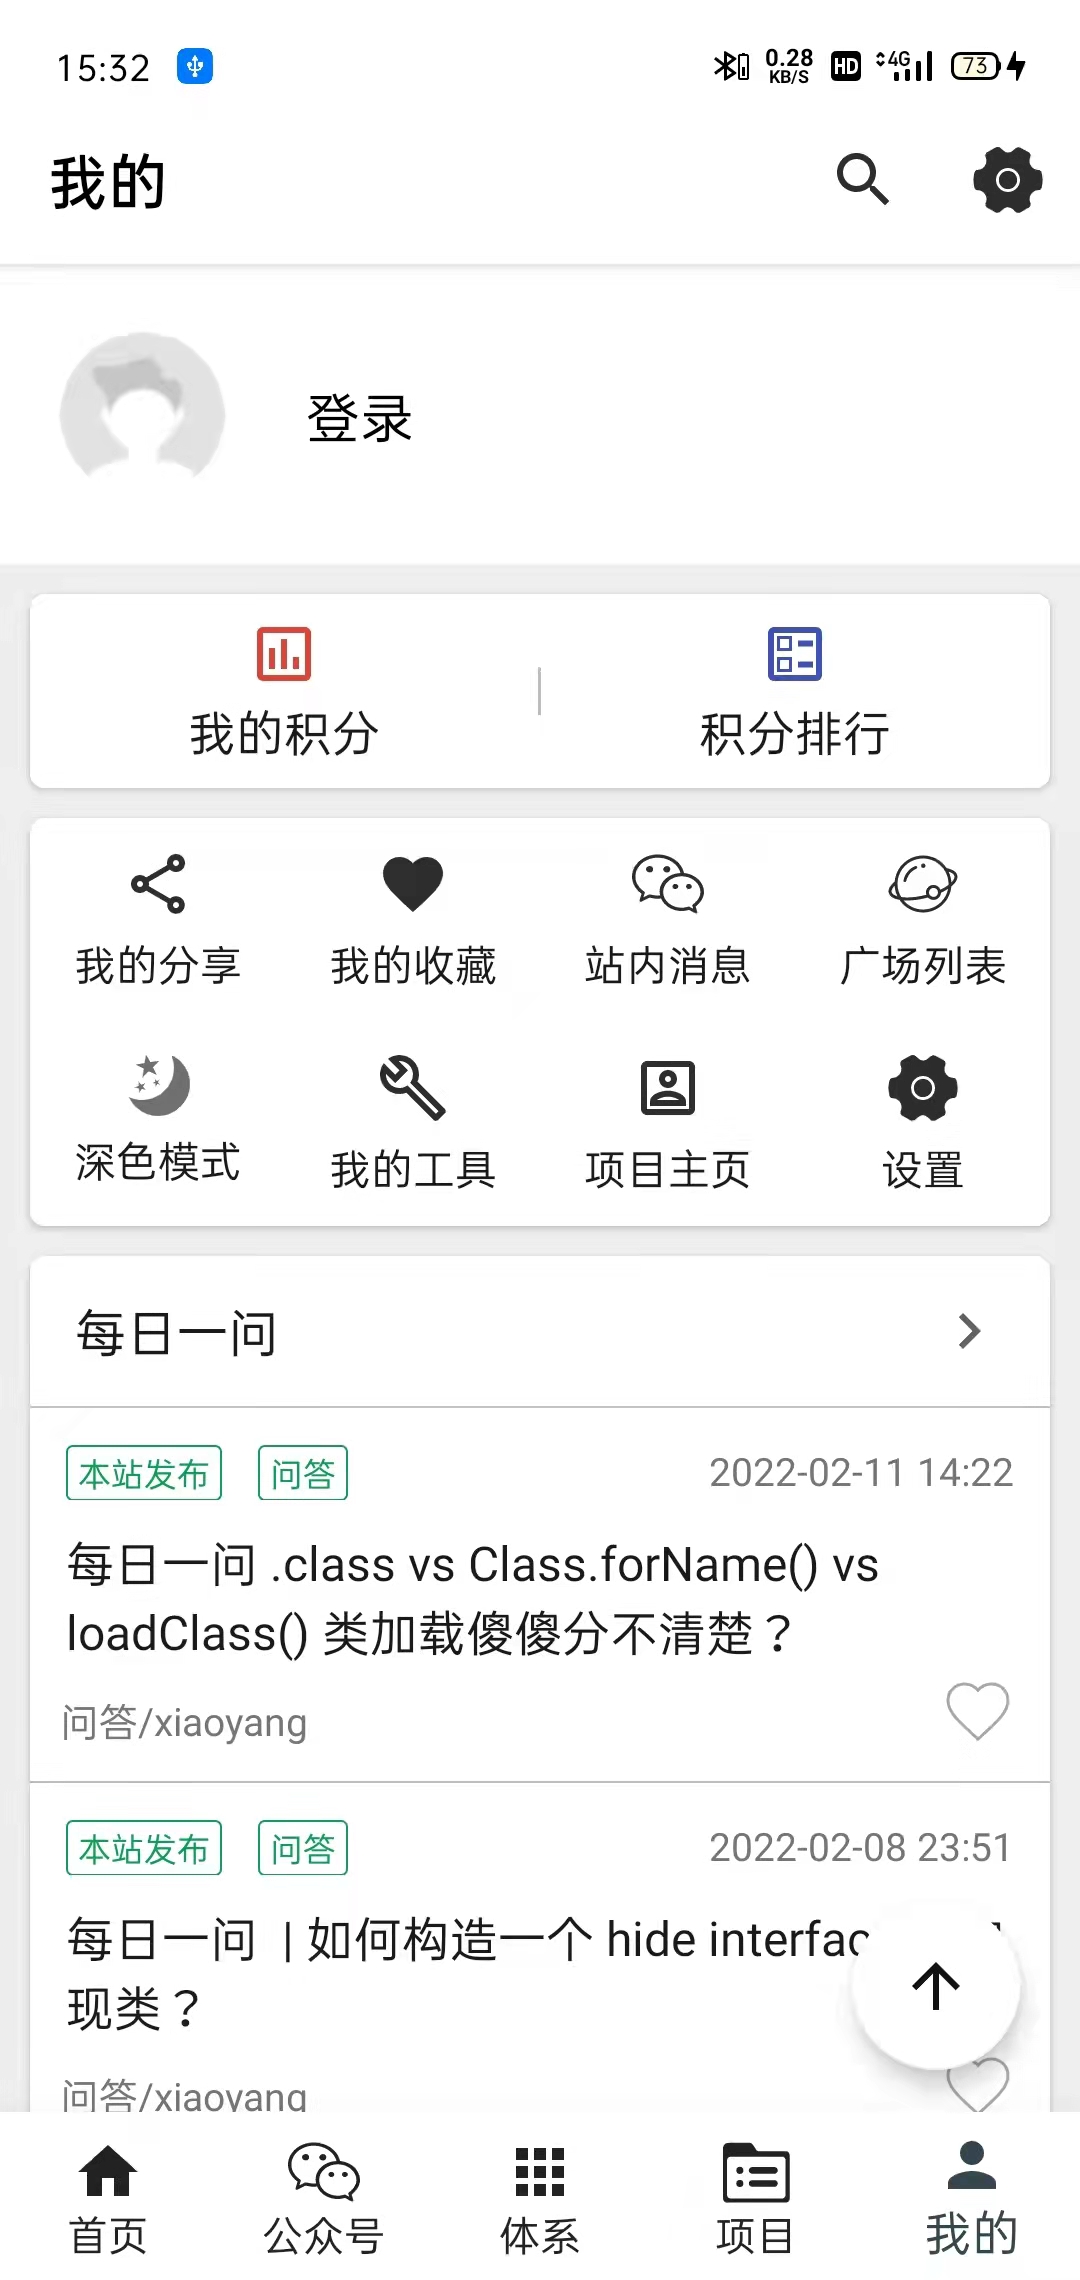 15:32
0.28
KB/S
HD
4G
73
我的
登录
我的积分
积分排行
我的分享
我的收藏
站内消息
广场列表
深色模式
我的工具
项目主页
设置
每日一问
本站发布
问答
2022-02-11 14:22
每日一问 .class vs Class.forName() vs
loadClass() 类加载傻傻分不清楚？
问答/xiaoyang
本站发布
问答
2022-02-08 23:51
每日一问 | 如何构造一个 hide interfac
现类？
问答/xiaoyang
首页
公众号
体系
项目
我的